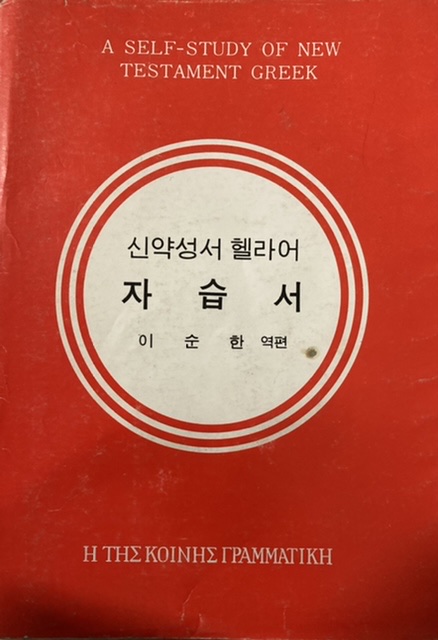 A SELF-STUDY OF NEW
TESTAMENT GREEK
신약성서 헬라어
자 습 서
이 순 한 역편
Η ΤΗΣ ΚΟΙΝΗΣ ΓΡΑΜΜΑΤΙΚΗ